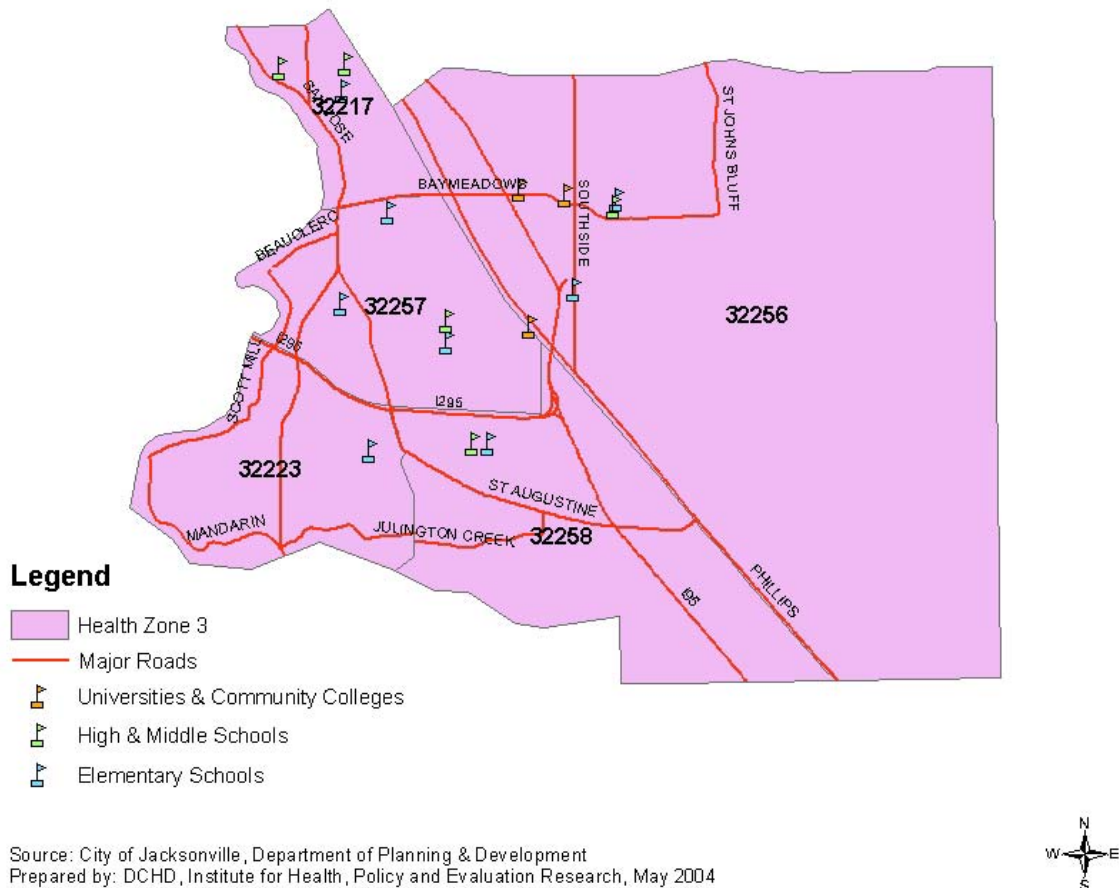 SAN JOSE
32217
ST JOHNS BLUFF
BAYMEADOWS
SOUTHSIDE
BEAUCLERC
32257
32256
I295
SCOTT MILL
I295
32223
ST AUGUSTINE
MANDARIN
JULINGTON CREEK
32258
I95
PHILLIPS
Legend
Health Zone 3
Major Roads
Universities & Community Colleges
High & Middle Schools
Elementary Schools
N
W E
S
Source: City of Jacksonville, Department of Planning & Development
Prepared by: DCHD, Institute for Health, Policy and Evaluation Research, May 2004